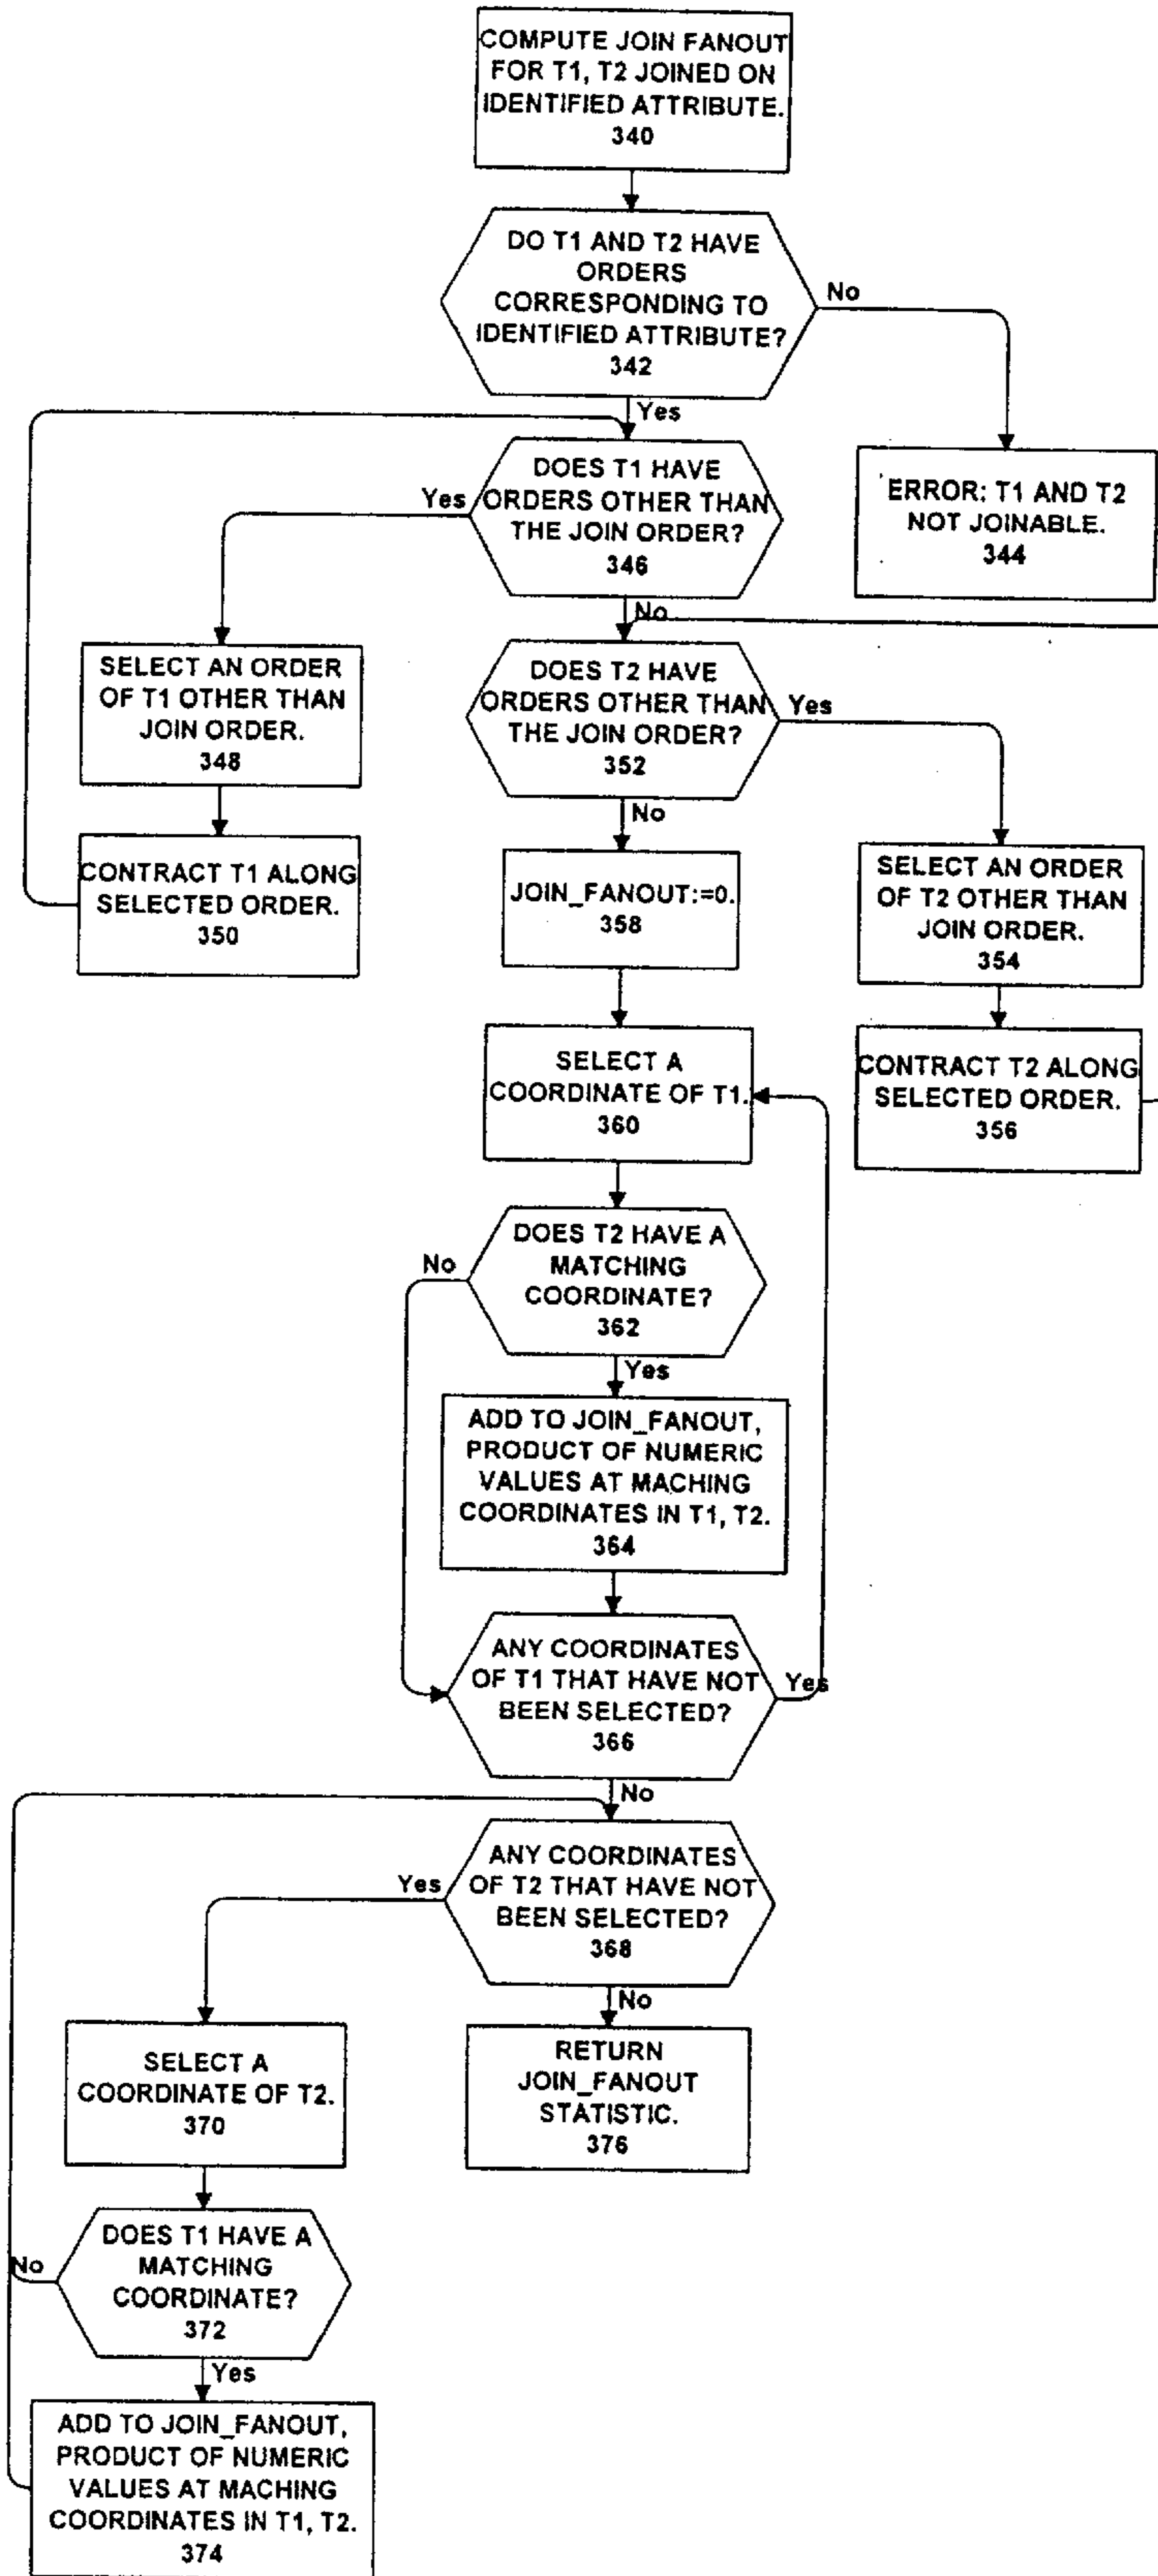 COMPUTE JOIN FANOUT
FOR T1, T2 JOINED ON
IDENTIFIED ATTRIBUTE.
340
DO T1 AND T2 HAVE
ORDERS
CORRESPONDING TO
IDENTIFIED ATTRIBUTE?
342
No
Yes
ERROR: T1 AND T2
NOT JOINABLE.
344
DOES T1 HAVE
ORDERS OTHER THAN
THE JOIN ORDER?
346
Yes
No
SELECT AN ORDER
OF T1 OTHER THAN
JOIN ORDER.
348
CONTRACT T1 ALONG
SELECTED ORDER.
350
DOES T2 HAVE
ORDERS OTHER THAN
THE JOIN ORDER?
352
Yes
No
SELECT AN ORDER
OF T2 OTHER THAN
JOIN ORDER.
354
CONTRACT T2 ALONG
SELECTED ORDER.
356
JOIN_FANOUT:=0.
358
SELECT A
COORDINATE OF T1.
360
DOES T2 HAVE A
MATCHING
COORDINATE?
362
No
Yes
ADD TO JOIN_FANOUT,
PRODUCT OF NUMERIC
VALUES AT MACHING
COORDINATES IN T1, T2.
364
ANY COORDINATES
OF T1 THAT HAVE NOT
BEEN SELECTED?
366
Yes
No
ANY COORDINATES
OF T2 THAT HAVE NOT
BEEN SELECTED?
368
Yes
No
SELECT A
COORDINATE OF T2.
370
RETURN
JOIN_FANOUT
STATISTIC.
376
DOES T1 HAVE A
MATCHING
COORDINATE?
372
No
Yes
ADD TO JOIN_FANOUT,
PRODUCT OF NUMERIC
VALUES AT MACHING
COORDINATES IN T1, T2.
374